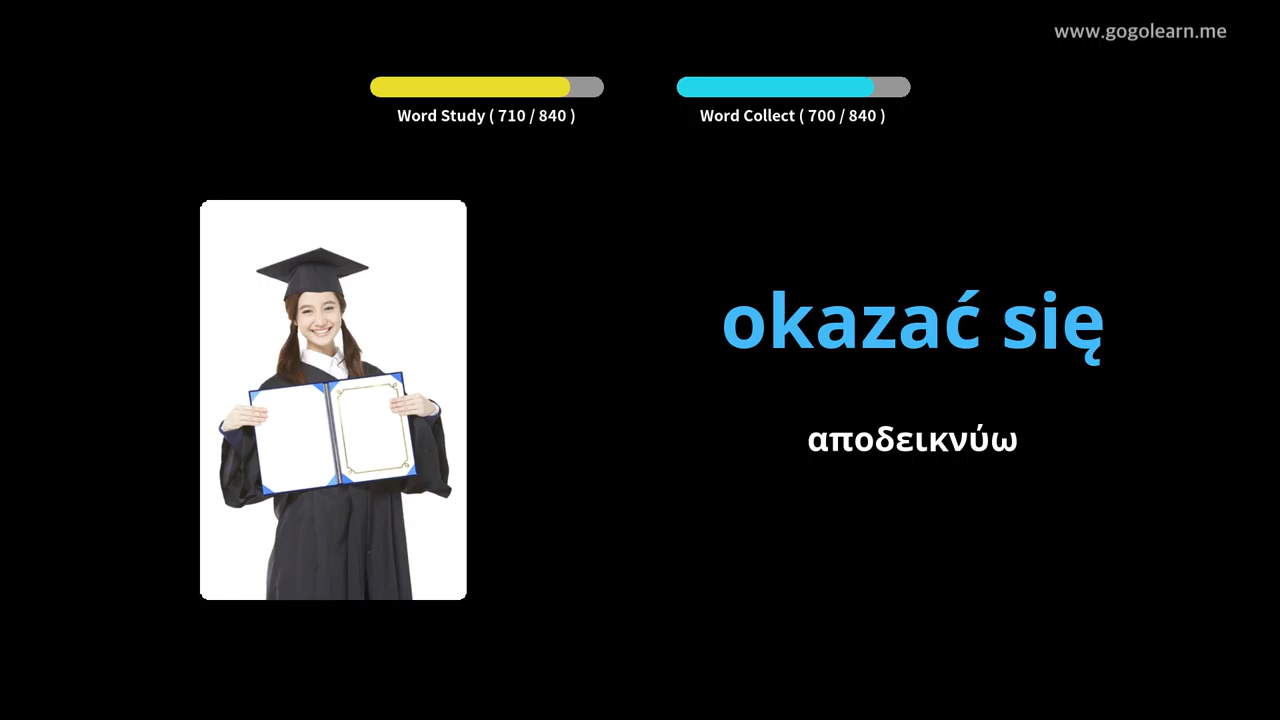 www.gogolearn.me
Word Study ( 710 / 840 )
Word Collect ( 700 / 840 )
okazać się
αποδεικνύω